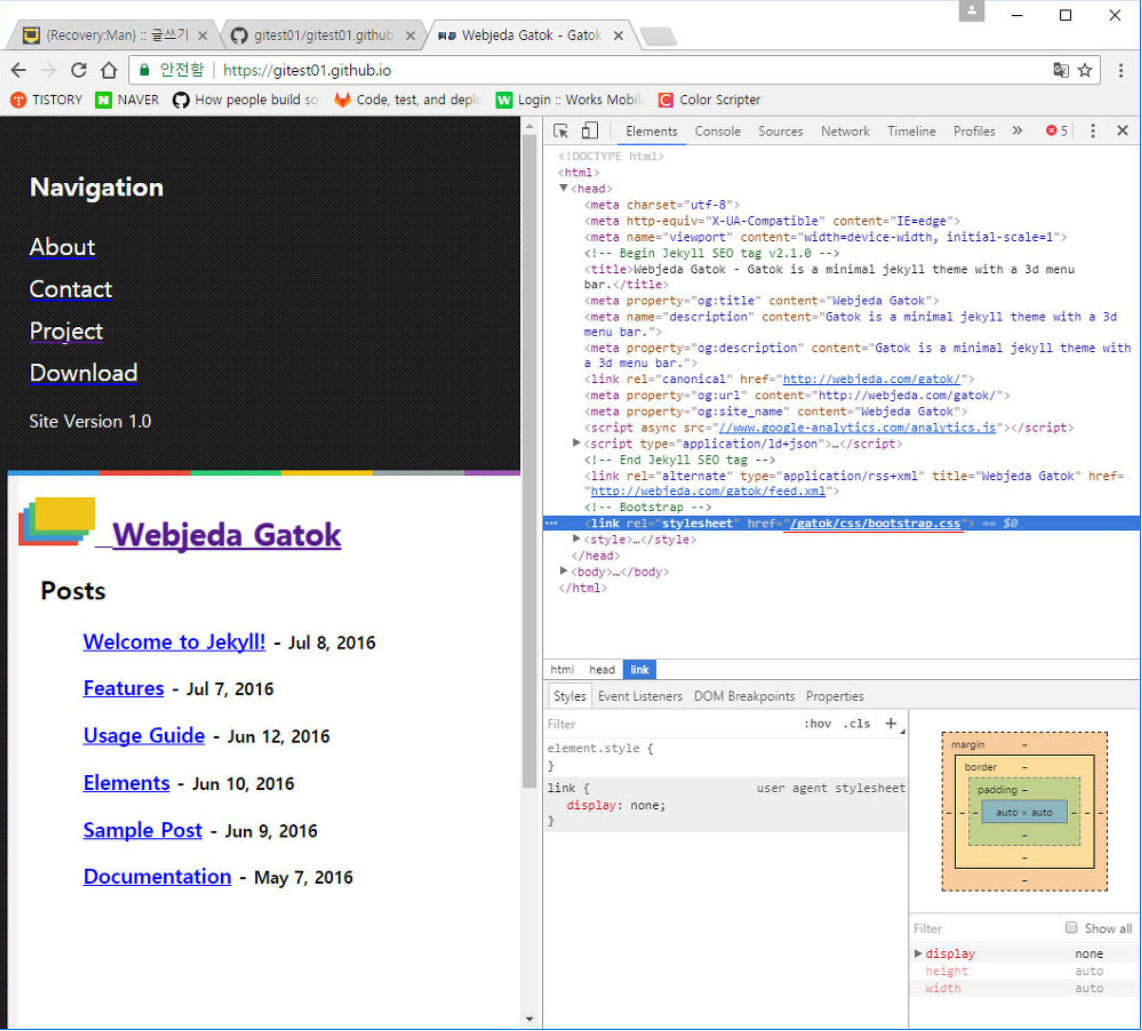 {Recovery:Man} :: 글쓰기
gitest01/gitest01.github
Webjeda Gatok - Gatok
안전함 | https://gitest01.github.io
TISTORY
NAVER
How people build so
Code, test, and deplo
Login :: Works Mobil
Color Scripter
Navigation
About
Contact
Project
Download
Site Version 1.0
Webjeda Gatok
Posts
Welcome to Jekyll! - Jul 8, 2016
Features - Jul 7, 2016
Usage Guide - Jun 12, 2016
Elements - Jun 10, 2016
Sample Post - Jun 9, 2016
Documentation - May 7, 2016
Elements Console Sources Network Timeline Profiles » 5
<!DOCTYPE html>
<html>
<head>
<meta charset="utf-8">
<meta http-equiv="X-UA-Compatible" content="IE=edge">
<meta name="viewport" content="width=device-width, initial-scale=1">
<!-- Begin Jekyll SEO tag v2.1.0 -->
<title>Webjeda Gatok - Gatok is a minimal jekyll theme with a 3d menu
bar.</title>
<meta property="og:title" content="Webjeda Gatok">
<meta name="description" content="Gatok is a minimal jekyll theme with a 3d
menu bar.">
<meta property="og:description" content="Gatok is a minimal jekyll theme with
a 3d menu bar.">
<link rel="canonical" href="http://webjeda.com/gatok/">
<meta property="og:url" content="http://webjeda.com/gatok/">
<meta property="og:site_name" content="Webjeda Gatok">
<script async src="//www.google-analytics.com/analytics.js"></script>
<script type="application/ld+json">…</script>
<!-- End Jekyll SEO tag -->
<link rel="alternate" type="application/rss+xml" title="Webjeda Gatok" href=
"http://webjeda.com/gatok/feed.xml">
<!-- Bootstrap -->
<link rel="stylesheet" href="/gatok/css/bootstrap.css"> == $0
<style>…</style>
</head>
<body>…</body>
</html>
html head link
Styles Event Listeners DOM Breakpoints Properties
Filter :hov .cls +
element.style {
}
link { user agent stylesheet
display: none;
}
margin -
border -
padding -
- - - auto × auto - - -
-
-
-
Filter Show all
display none
height auto
width auto